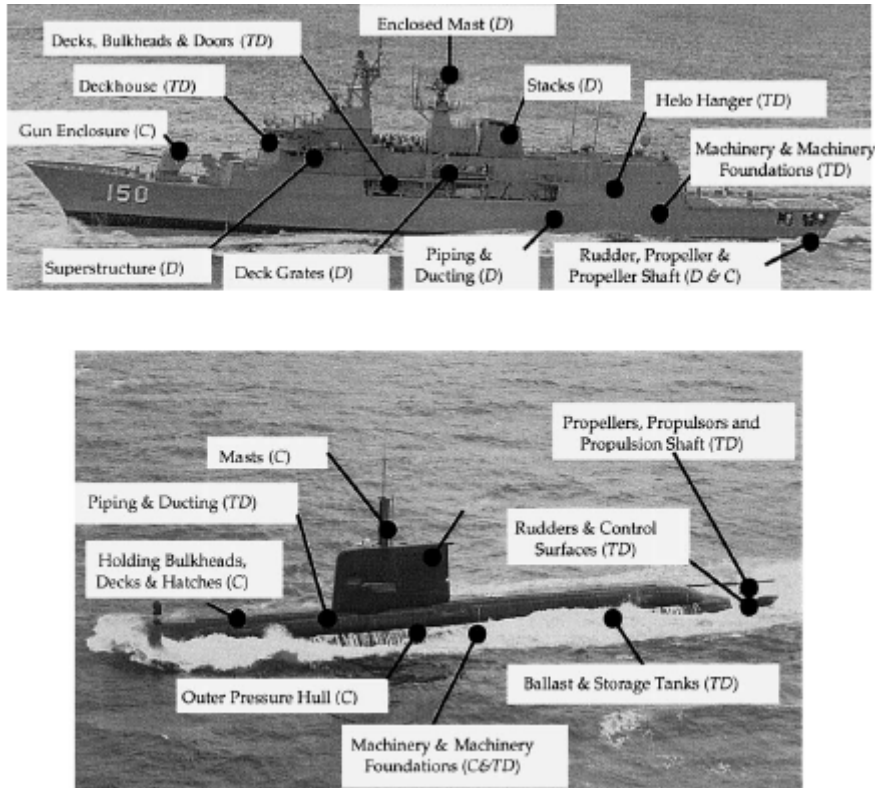 Enclosed Mast (D)
Decks, Bulkheads & Doors (TD)
Deckhouse (TD)
Stacks (D)
Helo Hanger (TD)
Gun Enclosure (C)
Machinery & Machinery
Foundations (TD)
150
Superstructure (D)
Deck Grates (D)
Piping &
Ducting (D)
Rudder, Propeller &
Propeller Shaft (D & C)
Propellers, Propulsors and
Propulsion Shaft (TD)
Masts (C)
Piping & Ducting (TD)
Rudders & Control
Surfaces (TD)
Holding Bulkheads,
Decks & Hatches (C)
Outer Pressure Hull (C)
Ballast & Storage Tanks (TD)
Machinery & Machinery
Foundations (C&TD)